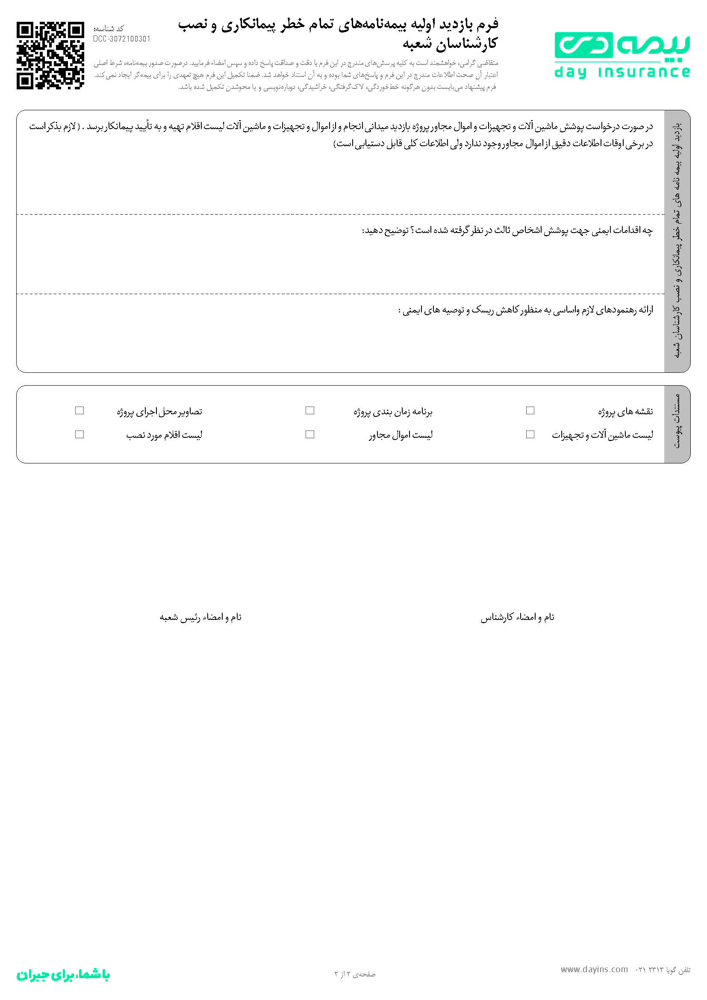 بیمه دی
day insurance
فرم بازدید اولیه بیمه‌نامه‌های تمام خطر پیمانکاری و نصب
کارشناسان شعبه
کد شناسه:
DCC-3072100301
متقاضی گرامی، خواهشمند است به کلیه پرسش‌های مندرج در این فرم با دقت و صداقت پاسخ داده و سپس امضاء فرمایید. درصورت صدور بیمه‌نامه، شرط اصلی
اعتبار آن صحت اطلاعات مندرج در این فرم و پاسخ‌های شما بوده و به آن استناد خواهد شد. ضمنا تکمیل این فرم هیچ تعهدی را برای بیمه‌گر ایجاد نمی‌کند.
فرم پیشنهاد می‌بایست بدون هرگونه خط‌خوردگی، لاک‌گرفتگی، خراشیدگی، دوباره‌نویسی و یا محوشدن تکمیل شده باشد.
بازدید اولیه بیمه نامه های تمام خطر پیمانکاری و نصب کارشناسان شعبه
در صورت درخواست پوشش ماشین آلات و تجهیزات و اموال مجاور پروژه بازدید میدانی انجام و از اموال و تجهیزات و ماشین آلات لیست اقلام تهیه و به تأیید پیمانکار برسد . ( لازم بذکر است
در برخی اوقات اطلاعات دقیق از اموال مجاور وجود ندارد ولی اطلاعات کلی قابل دستیابی است)
چه اقدامات ایمنی جهت پوشش اشخاص ثالث در نظر گرفته شده است؟ توضیح دهید:
ارائه رهنمودهای لازم واساسی به منظور کاهش ریسک و توصیه های ایمنی :
مستندات پیوست
نقشه های پروژه
برنامه زمان بندی پروژه
تصاویر محل اجرای پروژه
لیست ماشین آلات و تجهیزات
لیست اموال مجاور
لیست اقلام مورد نصب
نام و امضاء کارشناس
نام و امضاء رئیس شعبه
تلفن گویا ۲۳۱۳ ۰۲۱ www.dayins.com
صفحه‌ی ۲ از ۲
با شما، برای جبران